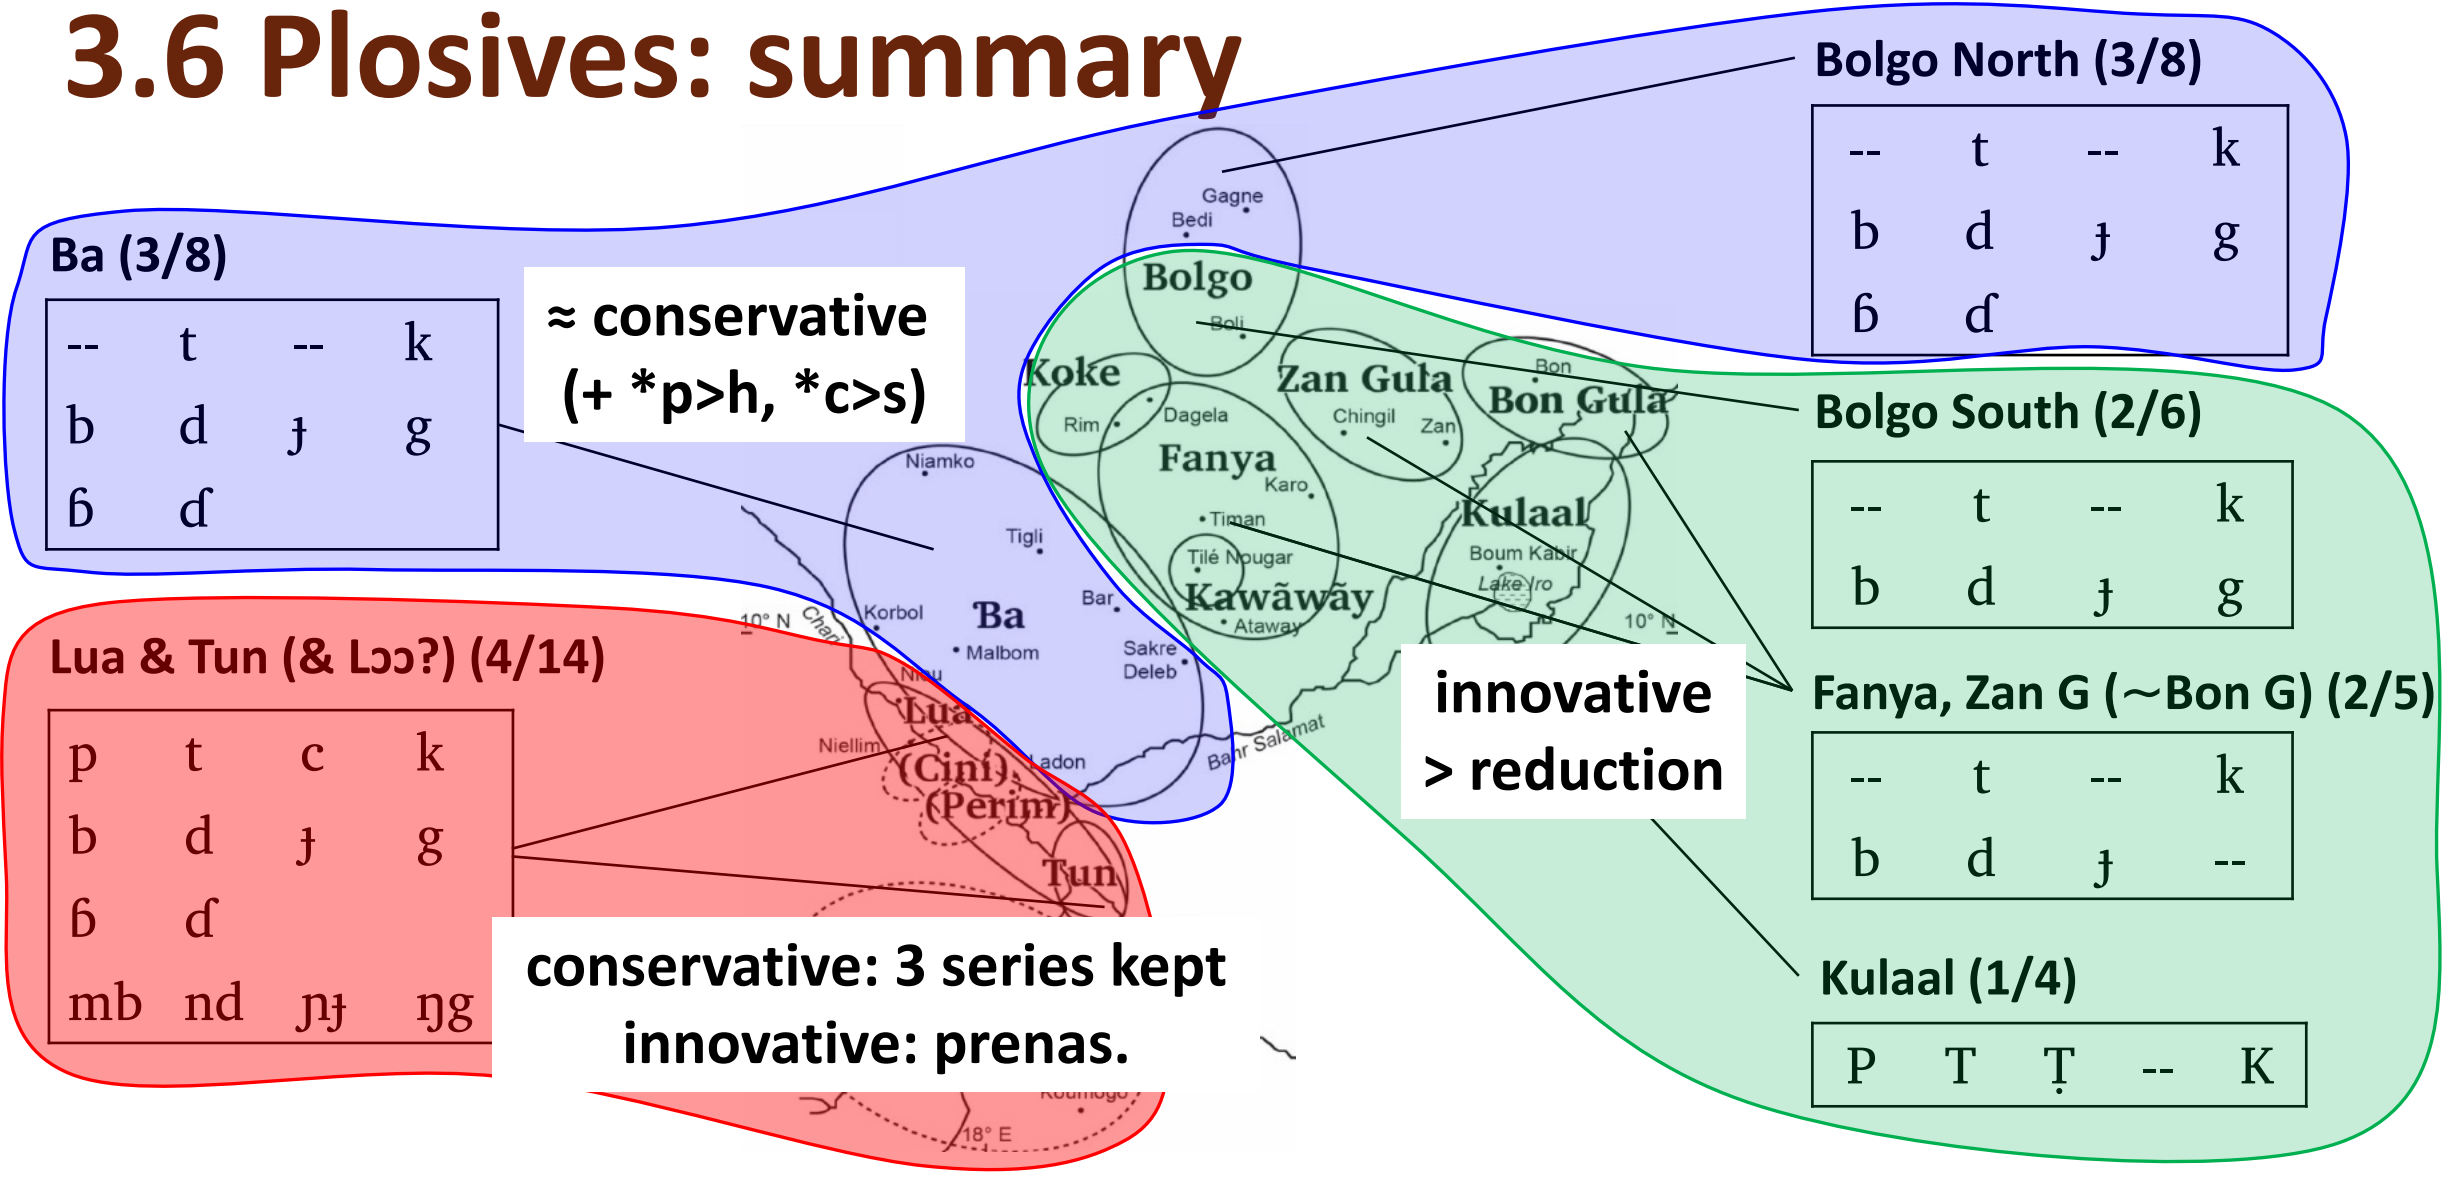 3.6 Plosives: summary
Bolgo North (3/8)
-- t -- k
b d ɟ g
ɓ ɗ
Ba (3/8)
-- t -- k
b d ɟ g
ɓ ɗ
≈ conservative
(+ *p>h, *c>s)
Lua & Tun (& Lɔɔ?) (4/14)
p t c k
b d ɟ g
ɓ ɗ
mb nd ɲɟ ŋg
conservative: 3 series kept
innovative: prenas.
Gagne
Bedi
Bolgo
Boli
Koke
Rim
Dagela
Zan Gula
Chingil
Zan
Bon
Bon Gula
Fanya
Karo
Timan
Tilé Nougar
Kawãwãy
Ataway
Kulaal
Boum Kabir
Lake Iro
10° N
Niamko
Tigli
Bar
Korbol
Ɓa
Malbom
Sakre
Deleb
10° N
Chari
Niou
Lua
Niellim
(Cini)
Ladon
(Perim)
Bahr Salamat
Tun
Koumogo
18° E
innovative
> reduction
Bolgo South (2/6)
-- t -- k
b d ɟ g
Fanya, Zan G (~Bon G) (2/5)
-- t -- k
b d ɟ --
Kulaal (1/4)
P T Ṭ -- K